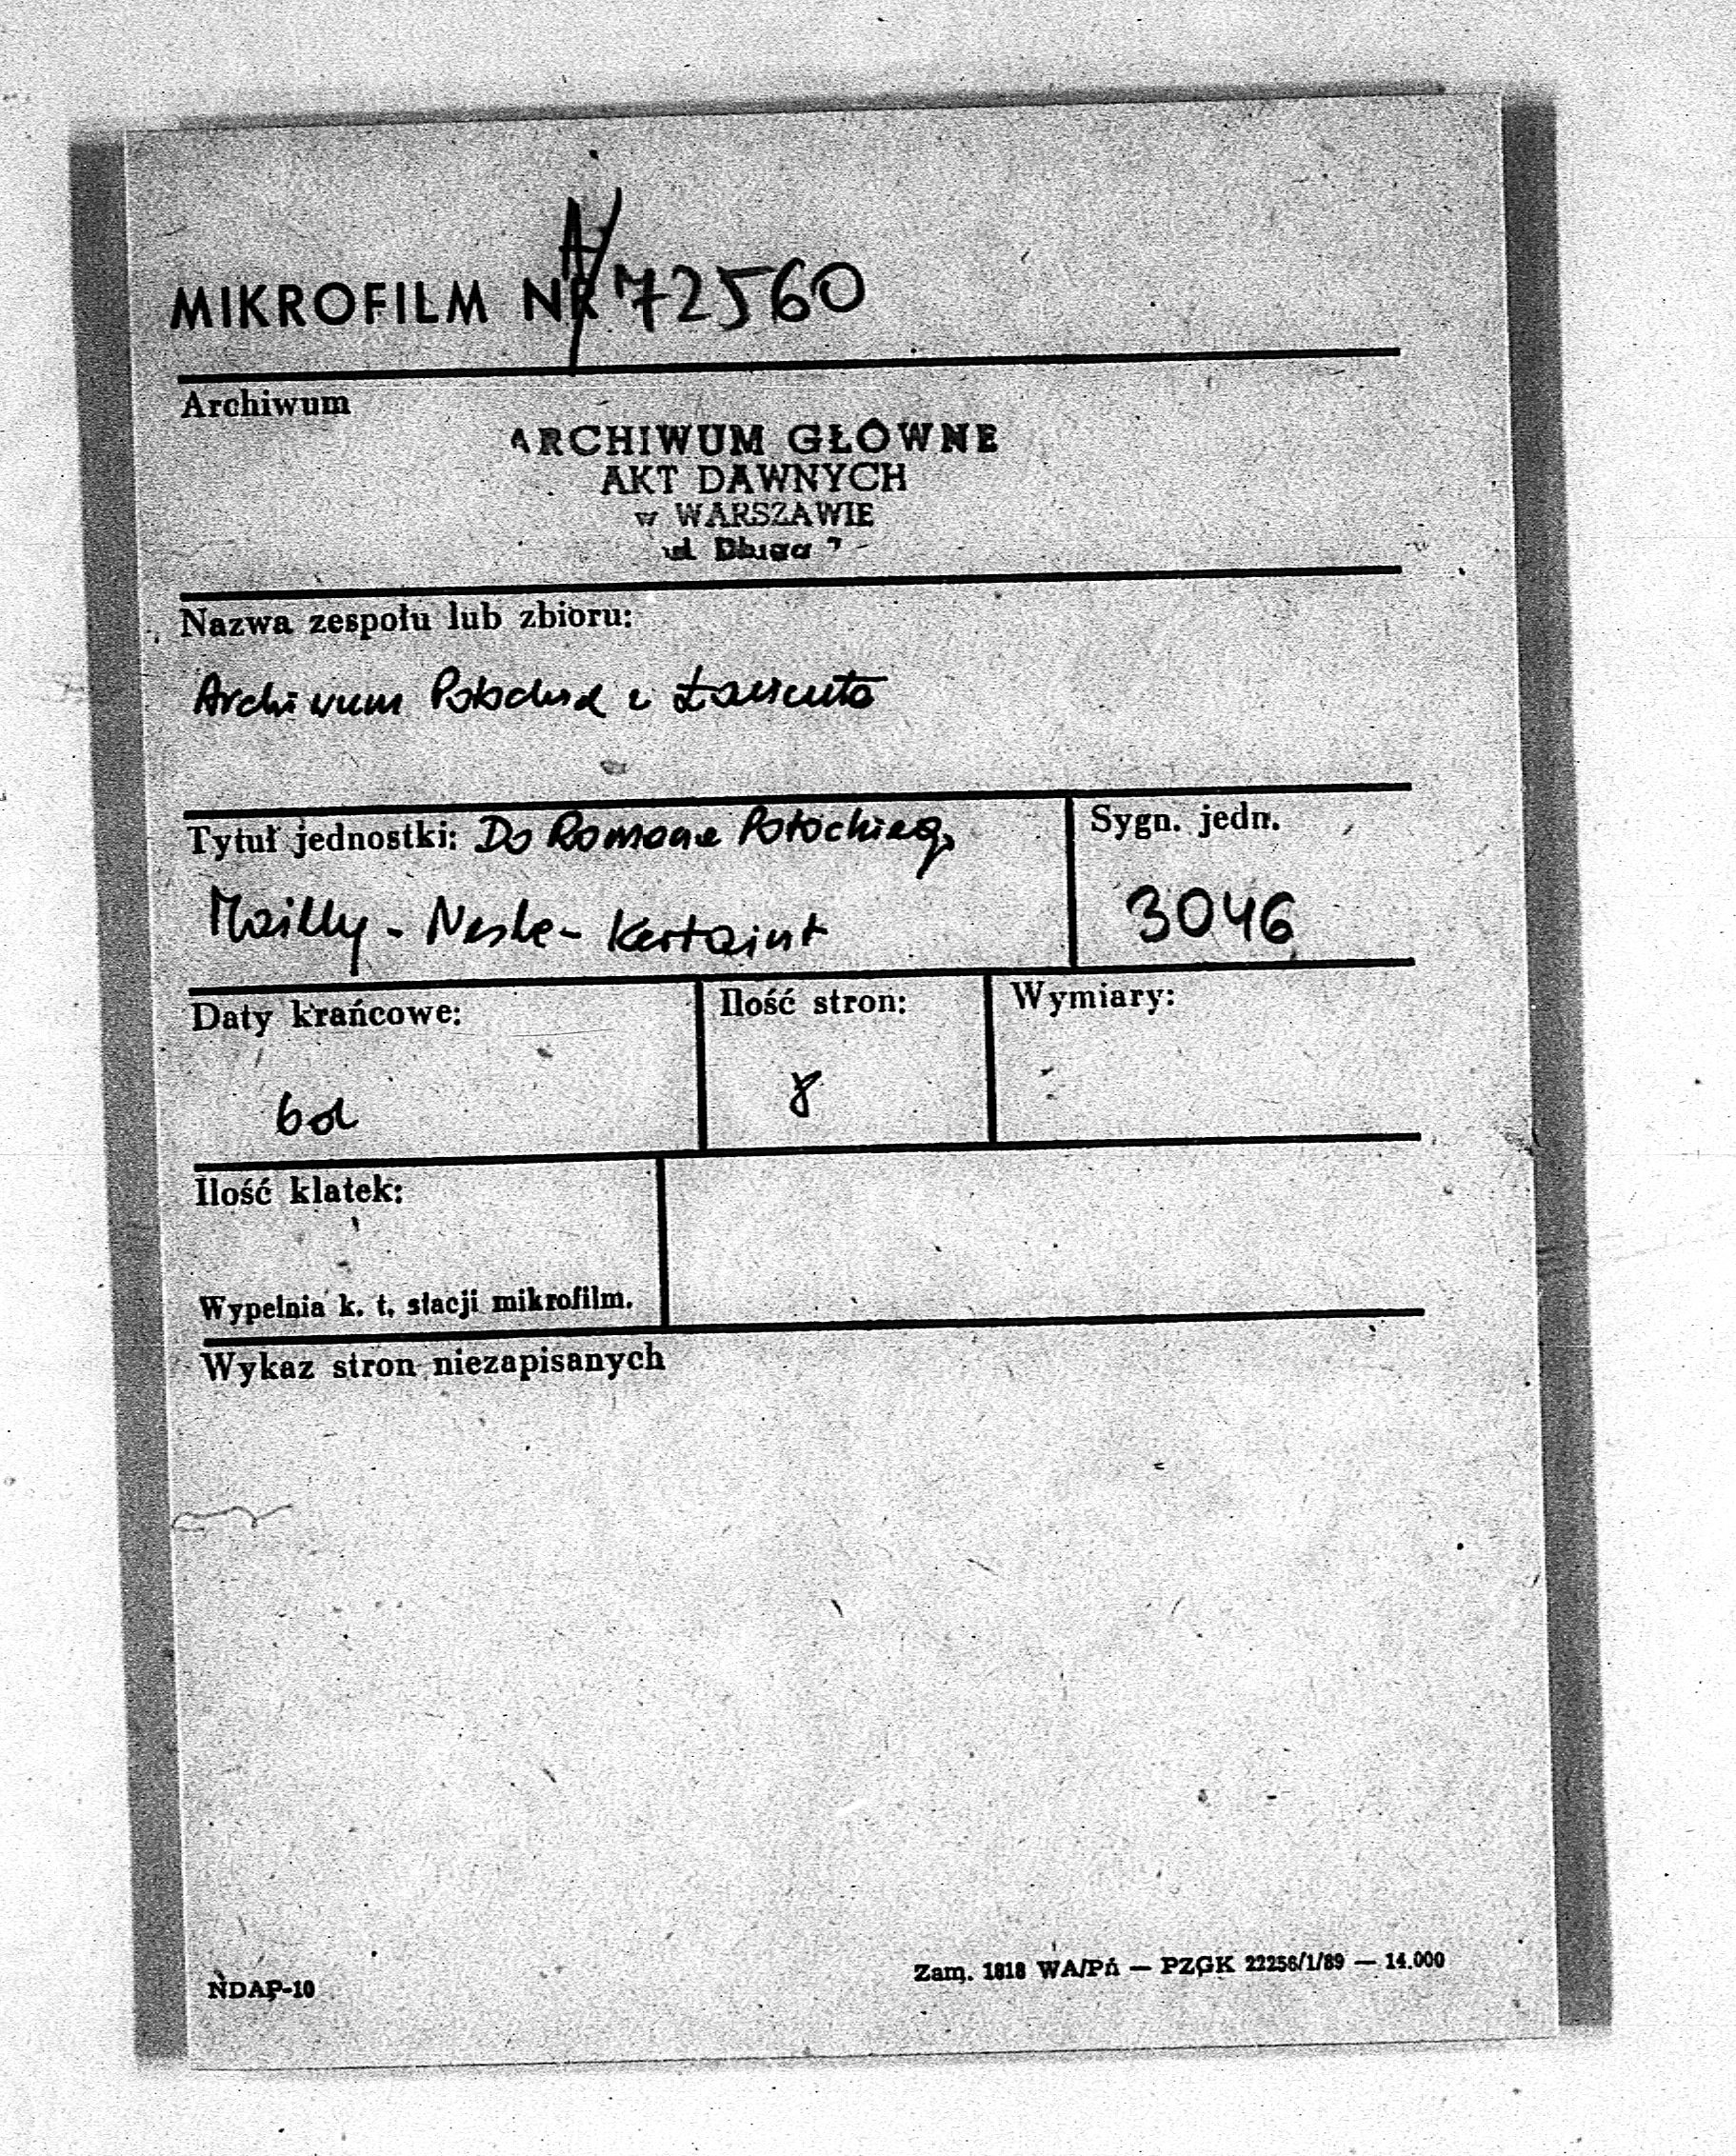 MIKROFILM NR A/72560
Archiwum
ARCHIWUM GŁÓWNE
AKT DAWNYCH
w WARSZAWIE
ul. Długa 7
Nazwa zespołu lub zbioru:
Archiwum Potockich z Łańcuta
Tytuł jednostki: Do Romana Potockiego
Sygn. jedn.
Mailly - Nesle -
3046
Daty krańcowe:
Ilość stron:
Wymiary:
bd
8
Ilość klatek:
Wypełnia k. t. stacji mikrofilm.
Wykaz stron niezapisanych
NDAP-10
Zam. 1818 WA/Pń — PZGK 22256/1/89 — 14.000